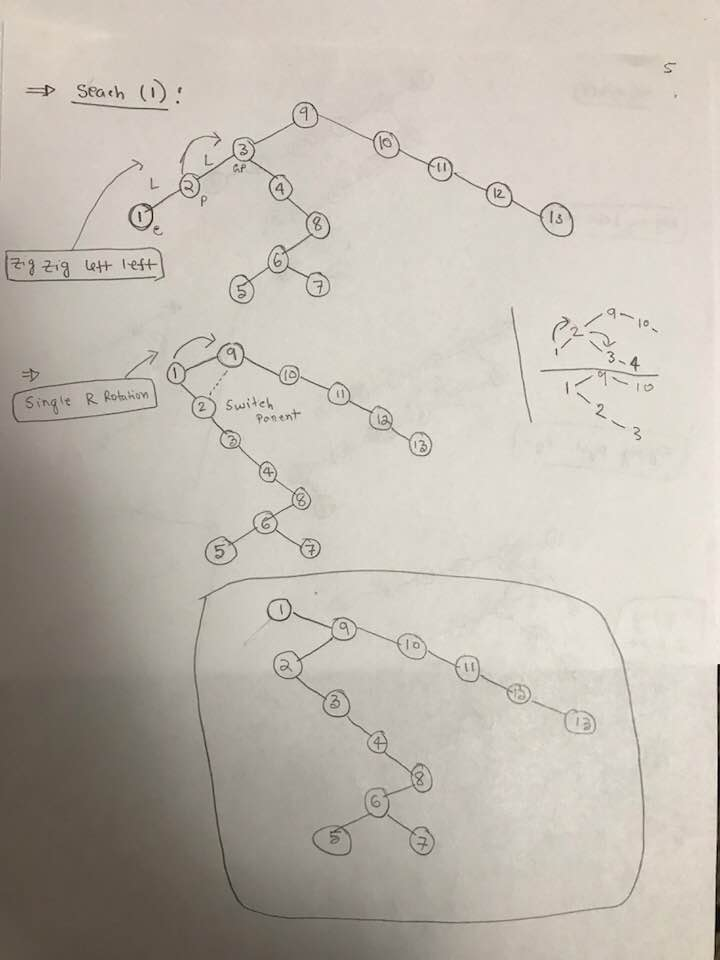 5
⇒ Seach (1):
9
3 10
L L GP 11
1 e 2 P 4 12 13
8
Zig Zig left left
6
5 7
9 - 10
2
1 3 - 4
⇒ 1 9 10
Single R Rotation
2 Switch 11
Parent 12
3 13
4
8
6
5 7
1 9 - 10
2
3
1
9
10
2 11
3 12
13
4
8
6
5 7